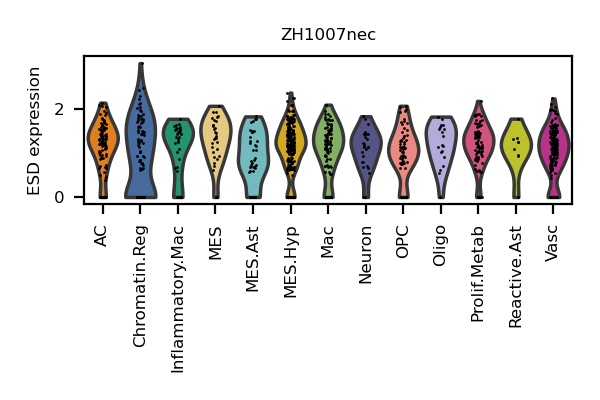 ZH1007nec
ESD expression
2
0
AC
Chromatin.Reg
Inflammatory.Mac
MES
MES.Ast
MES.Hyp
Mac
Neuron
OPC
Oligo
Prolif.Metab
Reactive.Ast
Vasc